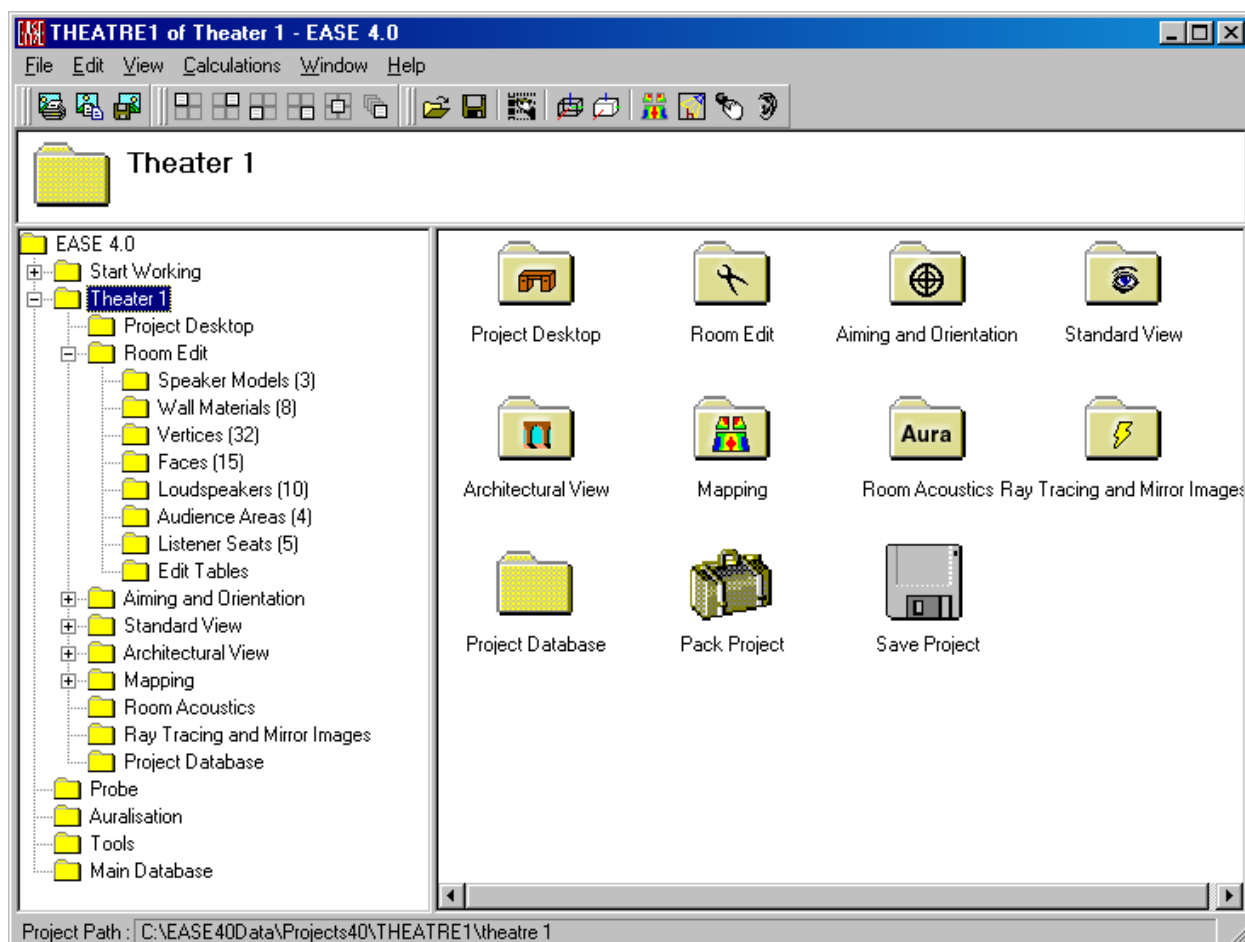 THEATRE1 of Theater 1 - EASE 4.0
File Edit View Calculations Window Help
Theater 1
EASE 4.0
Start Working
Theater 1
Project Desktop
Room Edit
Speaker Models (3)
Wall Materials (8)
Vertices (32)
Faces (15)
Loudspeakers (10)
Audience Areas (4)
Listener Seats (5)
Edit Tables
Aiming and Orientation
Standard View
Architectural View
Mapping
Room Acoustics
Ray Tracing and Mirror Images
Project Database
Probe
Auralisation
Tools
Main Database
Project Desktop Room Edit Aiming and Orientation Standard View
Aura
Architectural View Mapping Room Acoustics Ray Tracing and Mirror Images
Project Database Pack Project Save Project
Project Path : C:\EASE40Data\Projects40\THEATRE1\theatre 1